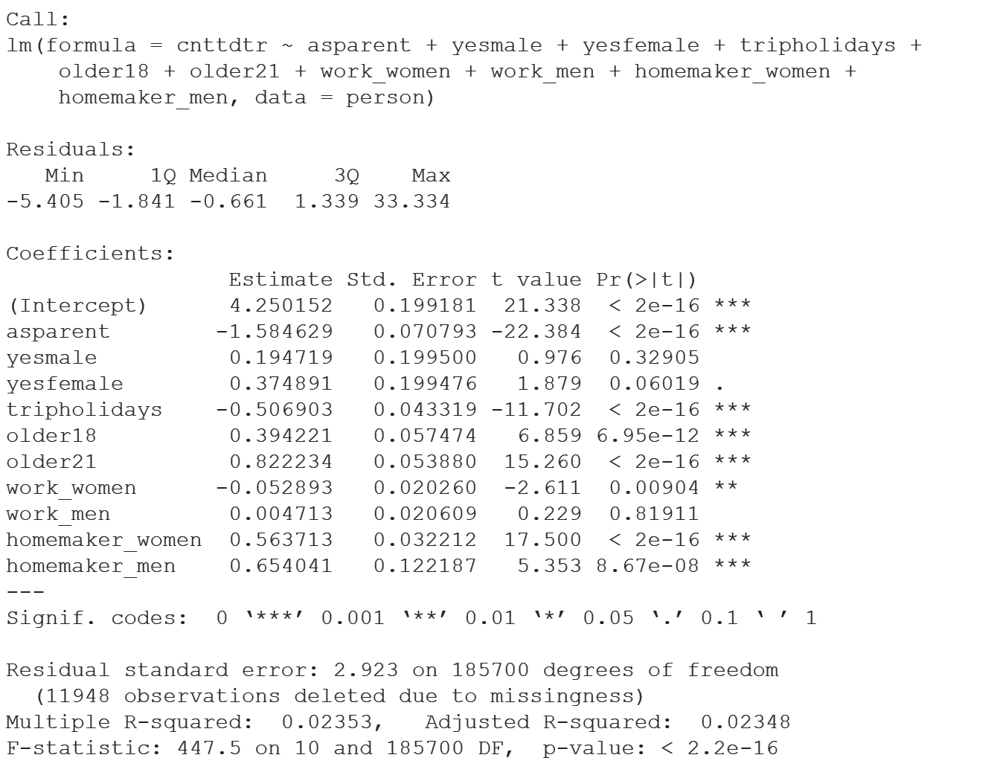 Call:
lm(formula = cnttdtr ~ asparent + yesmale + yesfemale + tripholidays +
    older18 + older21 + work_women + work_men + homemaker_women +
    homemaker_men, data = person)

Residuals:
   Min     1Q Median     3Q    Max
-5.405 -1.841 -0.661  1.339 33.334

Coefficients:
                 Estimate Std. Error t value Pr(>|t|)
(Intercept)      4.250152   0.199181  21.338  < 2e-16 ***
asparent        -1.584629   0.070793 -22.384  < 2e-16 ***
yesmale          0.194719   0.199500   0.976  0.32905
yesfemale        0.374891   0.199476   1.879  0.06019 .
tripholidays    -0.506903   0.043319 -11.702  < 2e-16 ***
older18          0.394221   0.057474   6.859 6.95e-12 ***
older21          0.822234   0.053880  15.260  < 2e-16 ***
work_women      -0.052893   0.020260  -2.611  0.00904 **
work_men         0.004713   0.020609   0.229  0.81911
homemaker_women  0.563713   0.032212  17.500  < 2e-16 ***
homemaker_men    0.654041   0.122187   5.353 8.67e-08 ***
---
Signif. codes:  0 ‘***’ 0.001 ‘**’ 0.01 ‘*’ 0.05 ‘.’ 0.1 ‘ ’ 1

Residual standard error: 2.923 on 185700 degrees of freedom
  (11948 observations deleted due to missingness)
Multiple R-squared:  0.02353,   Adjusted R-squared:  0.02348
F-statistic: 447.5 on 10 and 185700 DF,  p-value: < 2.2e-16